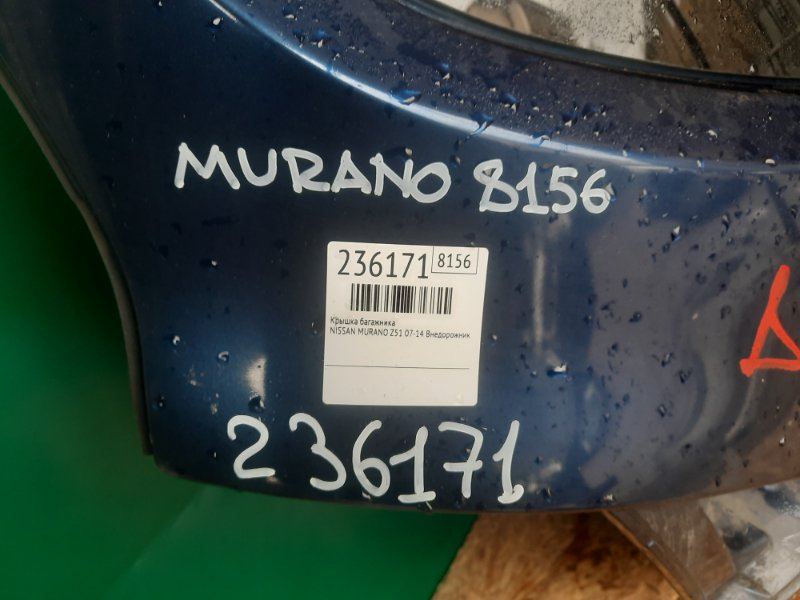 MURANO 8156
236171 8156
Крышка багажника
NISSAN MURANO Z51 07-14 Внедорожник
236171